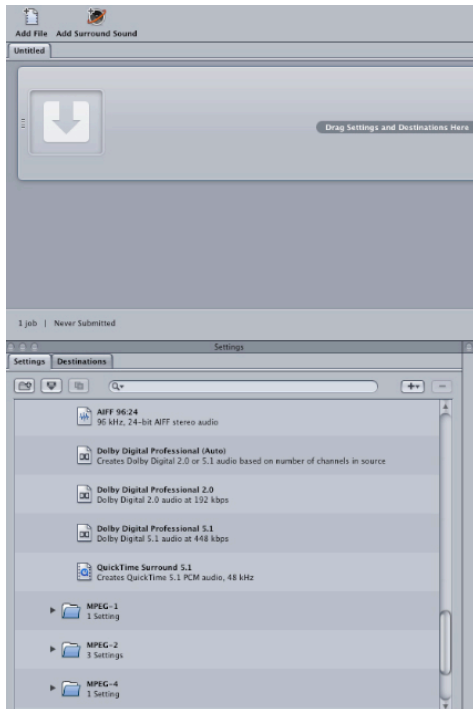 Add File Add Surround Sound
Untitled
Drag Settings and Destinations Here
1 job | Never Submitted
Settings
Settings Destinations
AIFF 96:24
96 kHz, 24-bit AIFF stereo audio
Dolby Digital Professional (Auto)
Creates Dolby Digital 2.0 or 5.1 audio based on number of channels in source
Dolby Digital Professional 2.0
Dolby Digital 2.0 audio at 192 kbps
Dolby Digital Professional 5.1
Dolby Digital 5.1 audio at 448 kbps
QuickTime Surround 5.1
Creates QuickTime 5.1 PCM audio, 48 kHz
MPEG-1
1 Setting
MPEG-2
3 Settings
MPEG-4
1 Setting